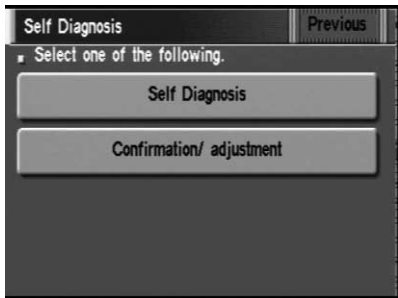 Self Diagnosis
Previous
Select one of the following.
Self Diagnosis
Confirmation/ adjustment